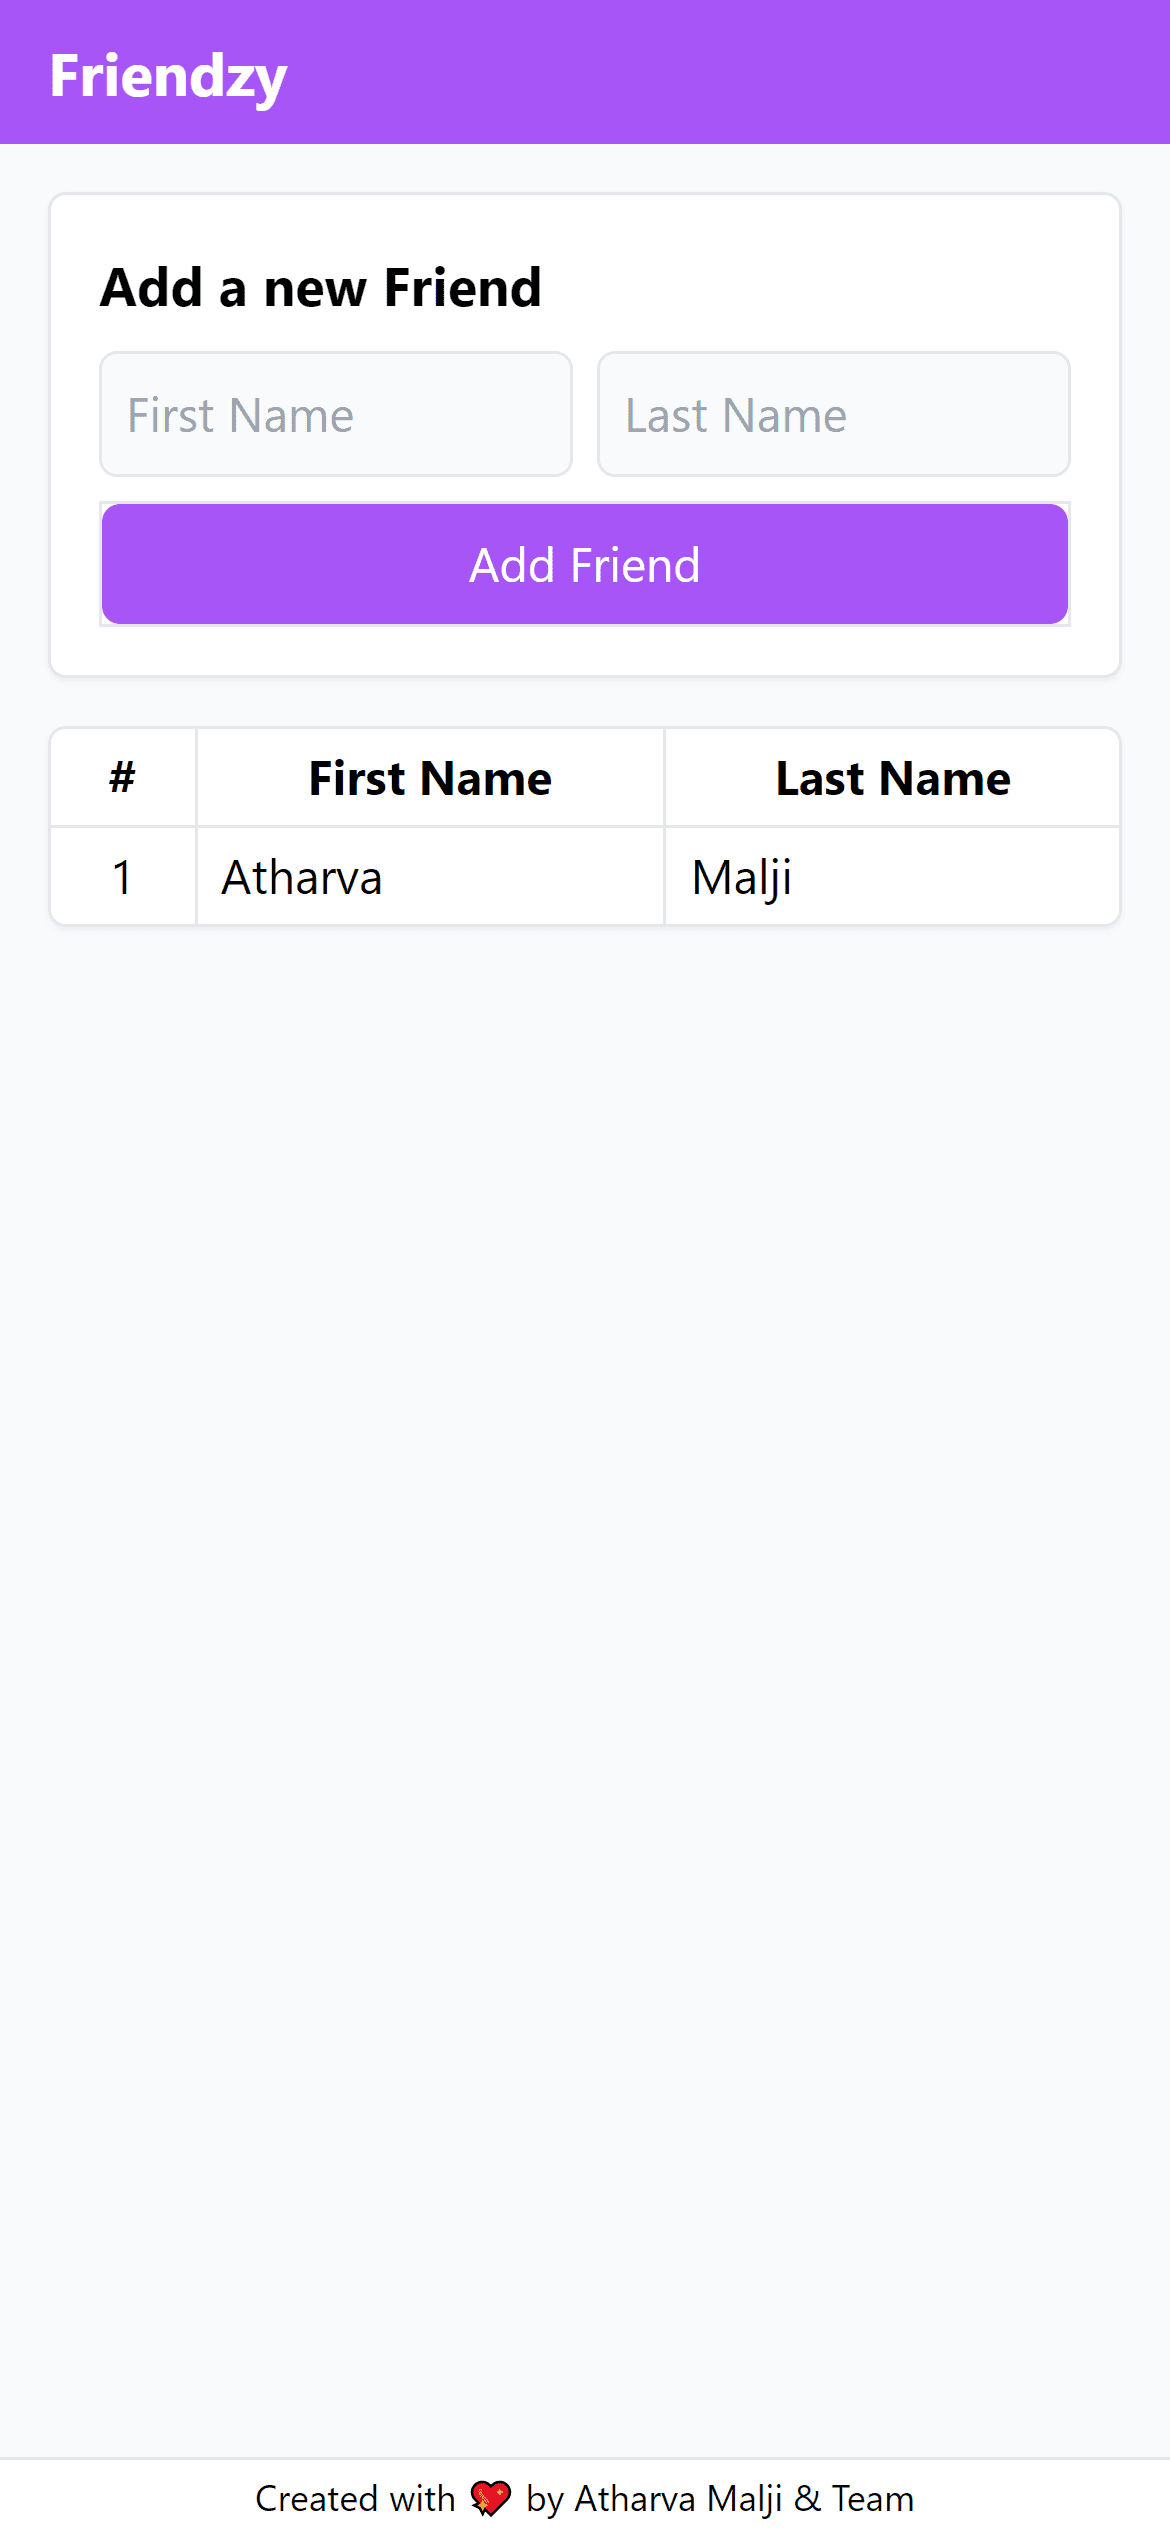 Friendzy
Add a new Friend
First Name Last Name
Add Friend
# First Name Last Name
1 Atharva Malji
Created with 💖 by Atharva Malji & Team